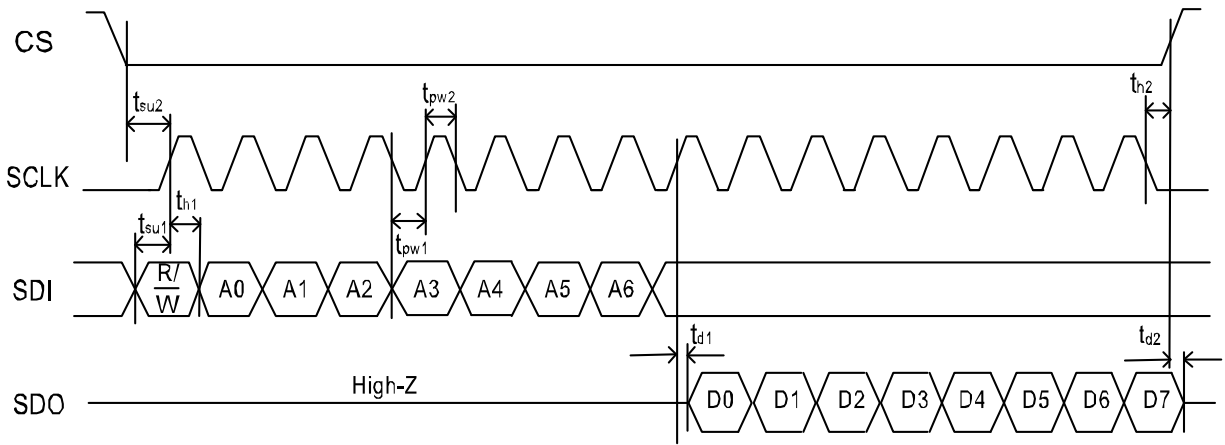 CS
tsu2
tpw2
th2
SCLK
tsu1
th1
tpw1
SDI
R/
W
A0
A1
A2
A3
A4
A5
A6
td1
td2
High-Z
SDO
D0
D1
D2
D3
D4
D5
D6
D7